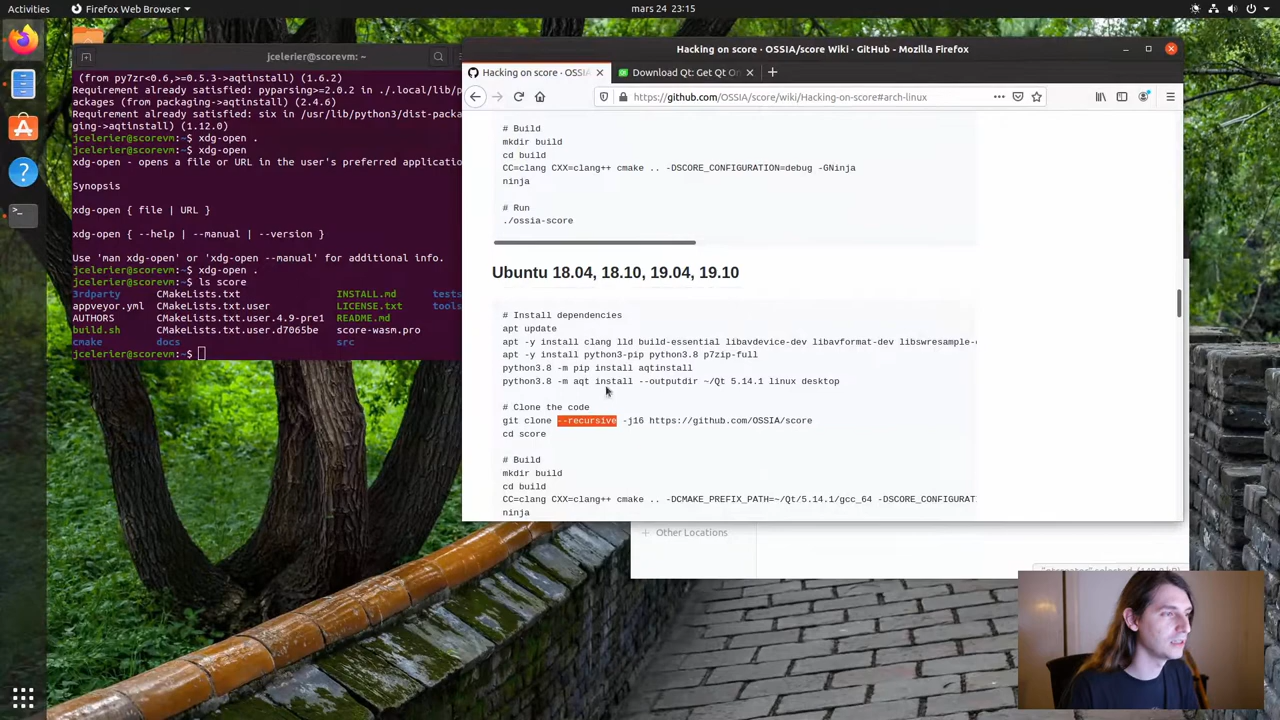 Activities
Firefox Web Browser
mars 24 23:15
jcelerier@scorevm: ~
(from py7zr<0.6,>=0.5.3->aqtinstall) (1.6.2)
Requirement already satisfied: pyparsing>=2.0.2 in ./.local/lib/p
ackages (from packaging->aqtinstall) (2.4.6)
Requirement already satisfied: six in /usr/lib/python3/dist-packa
ging->aqtinstall) (1.12.0)
jcelerier@scorevm:~$ xdg-open .
jcelerier@scorevm:~$ xdg-open
xdg-open - opens a file or URL in the user's preferred applicatio
Synopsis
xdg-open { file | URL }
xdg-open { --help | --manual | --version }
Use 'man xdg-open' or 'xdg-open --manual' for additional info.
jcelerier@scorevm:~$ xdg-open .
jcelerier@scorevm:~$ ls score
3rdparty CMakeLists.txt INSTALL.md tests
appveyor.yml CMakeLists.txt.user LICENSE.txt tools
AUTHORS CMakeLists.txt.user.4.9-pre1 README.md
build.sh CMakeLists.txt.user.d7065be score-wasm.pro
cmake docs src
jcelerier@scorevm:~$
Hacking on score · OSSIA/score Wiki · GitHub - Mozilla Firefox
Hacking on score · OSSI
Download Qt: Get Qt On
https://github.com/OSSIA/score/wiki/Hacking-on-score#arch-linux
# Build
mkdir build
cd build
CC=clang CXX=clang++ cmake .. -DSCORE_CONFIGURATION=debug -GNinja
ninja
# Run
./ossia-score
Ubuntu 18.04, 18.10, 19.04, 19.10
# Install dependencies
apt update
apt -y install clang lld build-essential libavdevice-dev libavformat-dev libswresample-
apt -y install python3-pip python3.8 p7zip-full
python3.8 -m pip install aqtinstall
python3.8 -m aqt install --outputdir ~/Qt 5.14.1 linux desktop
# Clone the code
git clone --recursive -j16 https://github.com/OSSIA/score
cd score
# Build
mkdir build
cd build
CC=clang CXX=clang++ cmake .. -DCMAKE_PREFIX_PATH=~/Qt/5.14.1/gcc_64 -DSCORE_CONFIGURAT
ninja
+ Other Locations